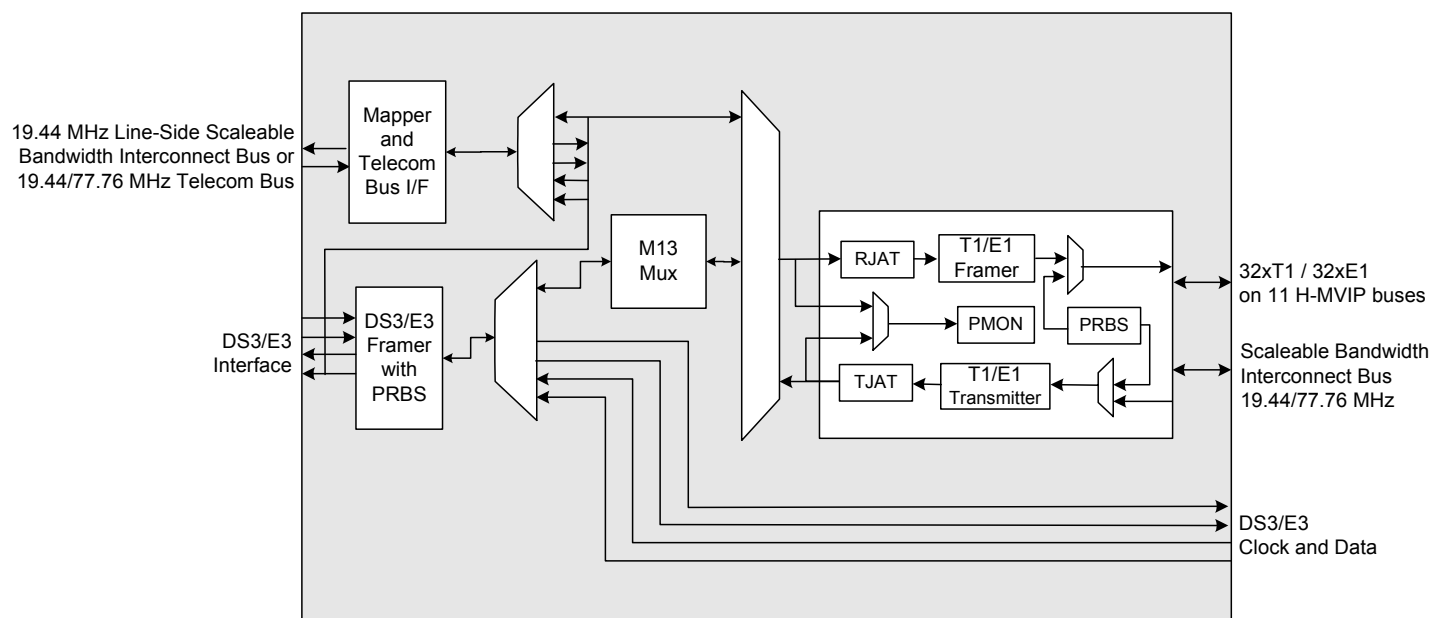 19.44 MHz Line-Side Scaleable
Bandwidth Interconnect Bus or
19.44/77.76 MHz Telecom Bus
Mapper
and
Telecom
Bus I/F
M13
Mux
DS3/E3
Interface
DS3/E3
Framer
with
PRBS
RJAT
T1/E1
Framer
PMON
PRBS
TJAT
T1/E1
Transmitter
32xT1 / 32xE1
on 11 H-MVIP buses
Scaleable Bandwidth
Interconnect Bus
19.44/77.76 MHz
DS3/E3
Clock and Data